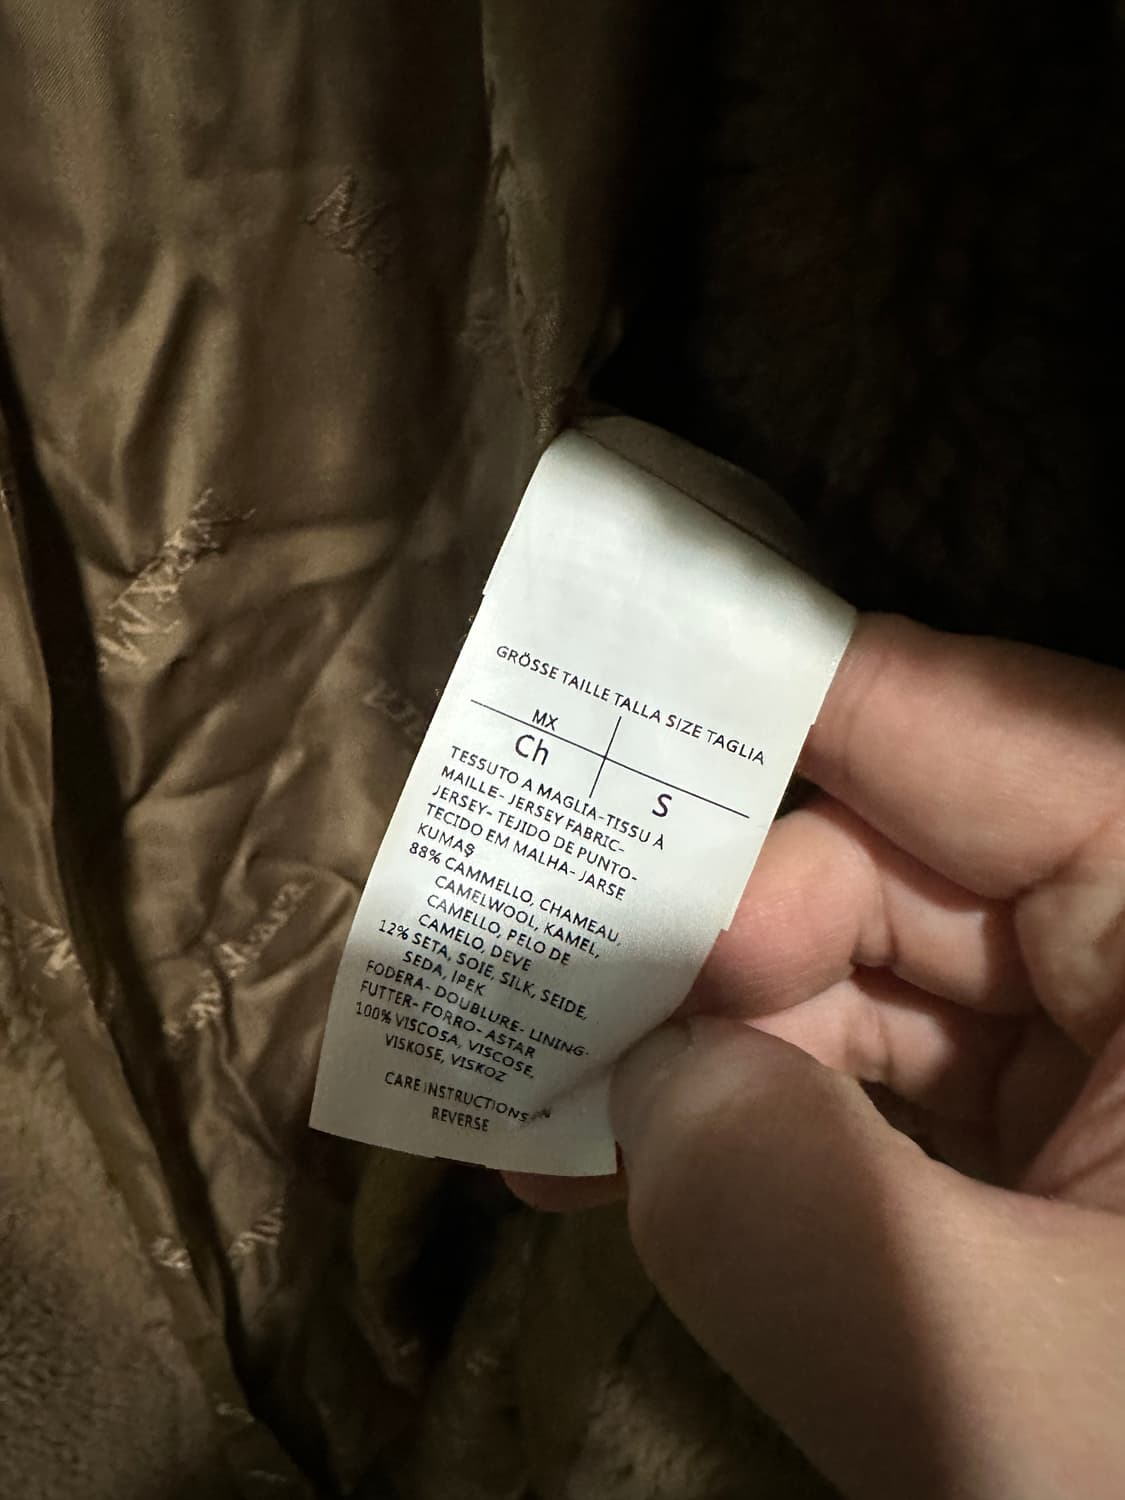 GRÖSSE TAILLE TALLA SIZE TAGLIA
MX
Ch
S
TESSUTO A MAGLIA-TISSU À
MAILLE- JERSEY FABRIC-
JERSEY- TEJIDO DE PUNTO-
TECIDO EM MALHA- JARSE
KUMAŞ
88% CAMMELLO, CHAMEAU,
CAMELWOOL, KAMEL,
CAMELLO, PELO DE
CAMELO, DEVE
12% SETA, SOIE, SILK, SEIDE,
SEDA, IPEK
FODERA- DOUBLURE- LINING-
FUTTER- FORRO- ASTAR
100% VISCOSA, VISCOSE,
VISKOSE, VISKOZ
CARE INSTRUCTIONS IN
REVERSE